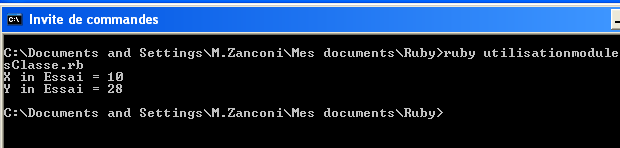 Invite de commandes
C:\Documents and Settings\M.Zanconi\Mes documents\Ruby>ruby utilisationmodule
sClasse.rb
X in Essai = 10
Y in Essai = 28
C:\Documents and Settings\M.Zanconi\Mes documents\Ruby>